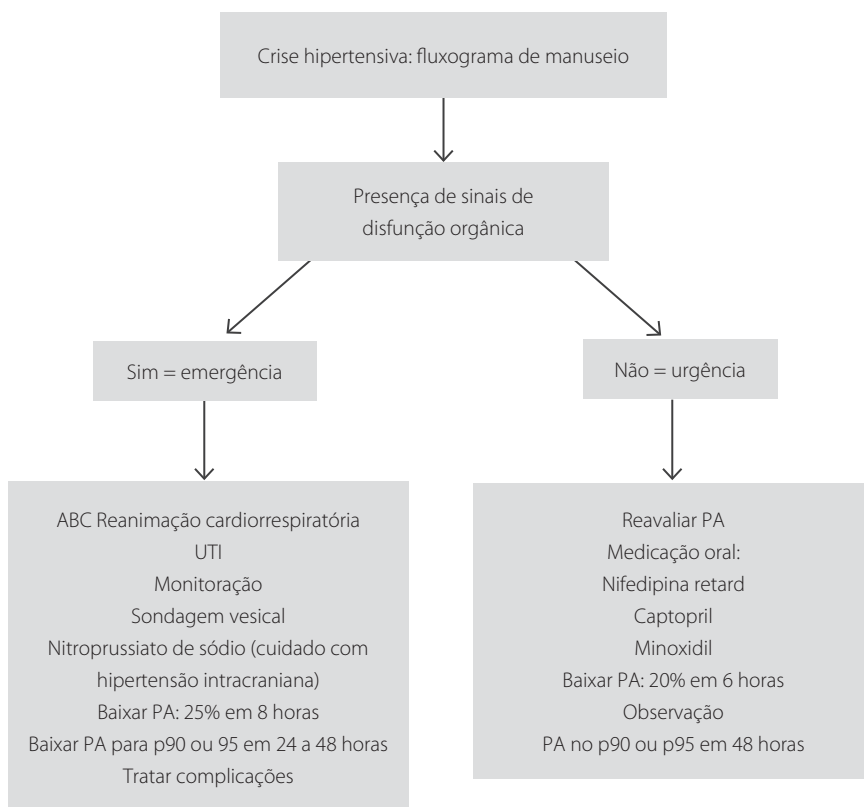 Crise hipertensiva: fluxograma de manuseio
Presença de sinais de
disfunção orgânica
Sim = emergência
Não = urgência
ABC Reanimação cardiorrespiratória
UTI
Monitoração
Sondagem vesical
Nitroprussiato de sódio (cuidado com
hipertensão intracraniana)
Baixar PA: 25% em 8 horas
Baixar PA para p90 ou 95 em 24 a 48 horas
Tratar complicações
Reavaliar PA
Medicação oral:
Nifedipina retard
Captopril
Minoxidil
Baixar PA: 20% em 6 horas
Observação
PA no p90 ou p95 em 48 horas